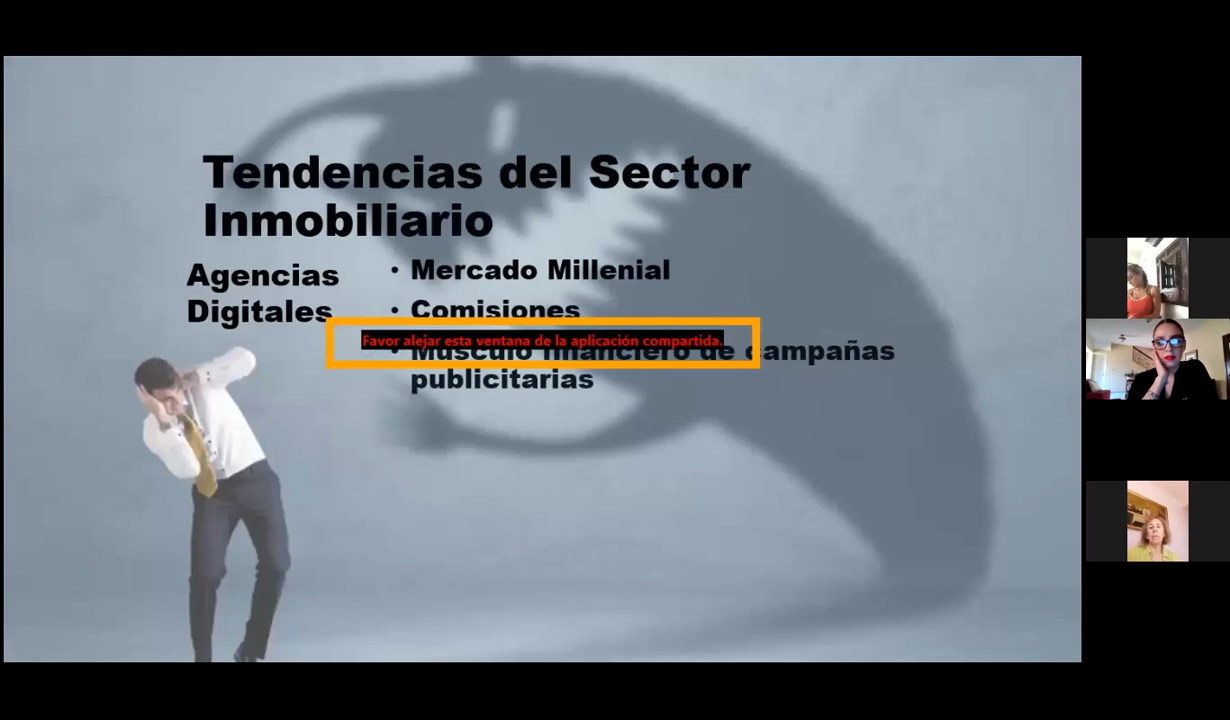 Tendencias del Sector
Inmobiliario
Agencias
Digitales
• Mercado Millenial
• Comisiones
Favor alejar esta ventana de la aplicación compartida.
• Músculo financiero de campañas
publicitarias